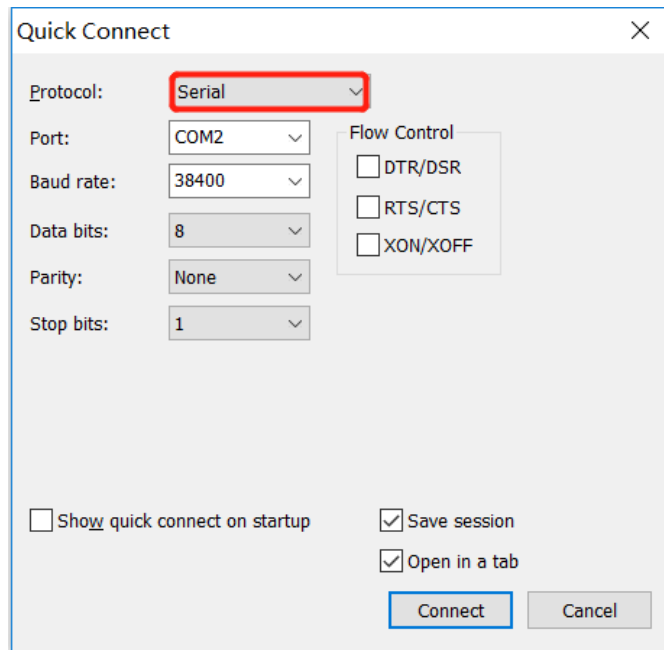 Quick Connect
Protocol: Serial
Port: COM2
Baud rate: 38400
Data bits: 8
Parity: None
Stop bits: 1
Flow Control
DTR/DSR
RTS/CTS
XON/XOFF
Show quick connect on startup
Save session
Open in a tab
Connect
Cancel